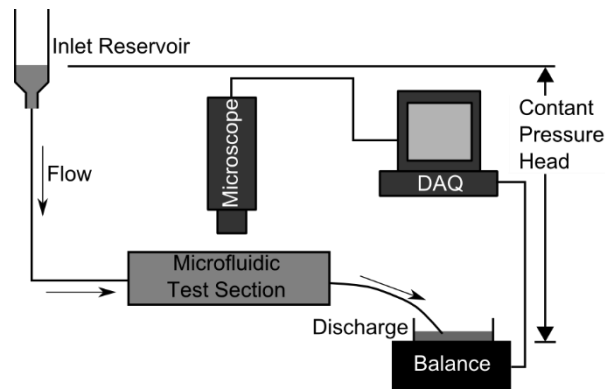 Inlet Reservoir
Contant
Pressure
Head
Microscope
DAQ
Flow
Microfluidic
Test Section
Discharge
Balance